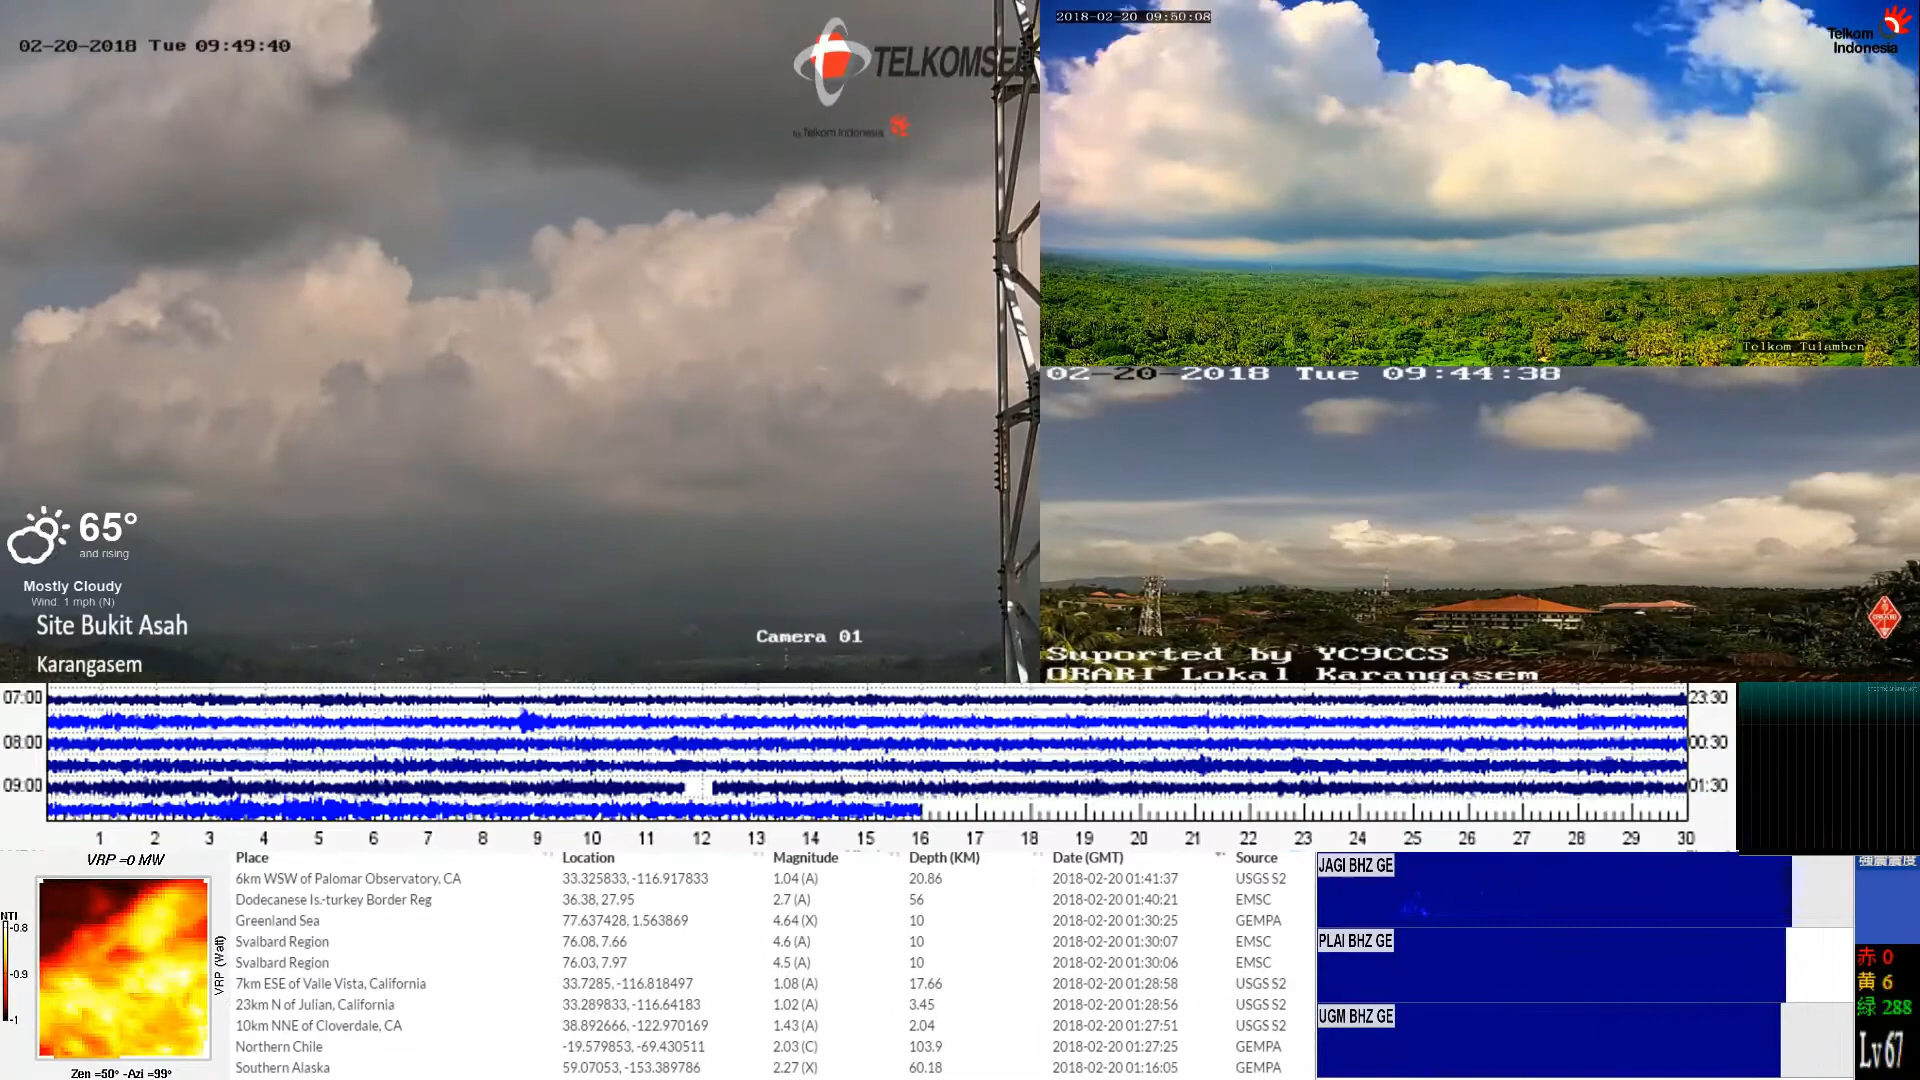 02-20-2018 Tue 09:49:40
TELKOMSE
by Telkom Indonesia
65°
and rising
Mostly Cloudy
Wind: 1 mph (N)
Site Bukit Asah
Karangasem
Camera 01
2018-02-20 09:50:08
Telkom
Indonesia
Telkom Tulamben
02-20-2018 Tue 09:44:38
ORARI
Suported by YC9CCS
ORARI Lokal Karangasem
07:00 23:30
08:00 00:30
09:00 01:30
1 2 3 4 5 6 7 8 9 10 11 12 13 14 15 16 17 18 19 20 21 22 23 24 25 26 27 28 29 30
VRP =0 MW
NTI
-0.8
-0.9
-1
VRP (Watt)
Zen =50° -Azi =99°
Place Location Magnitude Depth (KM) Date (GMT) Source
6km WSW of Palomar Observatory, CA 33.325833, -116.917833 1.04 (A) 20.86 2018-02-20 01:41:37 USGS S2
Dodecanese Is.-turkey Border Reg 36.38, 27.95 2.7 (A) 56 2018-02-20 01:40:21 EMSC
Greenland Sea 77.637428, 1.563869 4.64 (X) 10 2018-02-20 01:30:25 GEMPA
Svalbard Region 76.08, 7.66 4.6 (A) 10 2018-02-20 01:30:07 EMSC
Svalbard Region 76.03, 7.97 4.5 (A) 10 2018-02-20 01:30:06 EMSC
7km ESE of Valle Vista, California 33.7285, -116.818497 1.08 (A) 17.66 2018-02-20 01:28:58 USGS S2
23km N of Julian, California 33.289833, -116.64183 1.02 (A) 3.45 2018-02-20 01:28:56 USGS S2
10km NNE of Cloverdale, CA 38.892666, -122.970169 1.43 (A) 2.04 2018-02-20 01:27:51 USGS S2
Northern Chile -19.579853, -69.430511 2.03 (C) 103.9 2018-02-20 01:27:25 GEMPA
Southern Alaska 59.07053, -153.389786 2.27 (X) 60.18 2018-02-20 01:16:05 GEMPA
JAGI BHZ GE
PLAI BHZ GE
UGM BHZ GE
強震震度
赤 0
黄 6
緑 288
Lv67